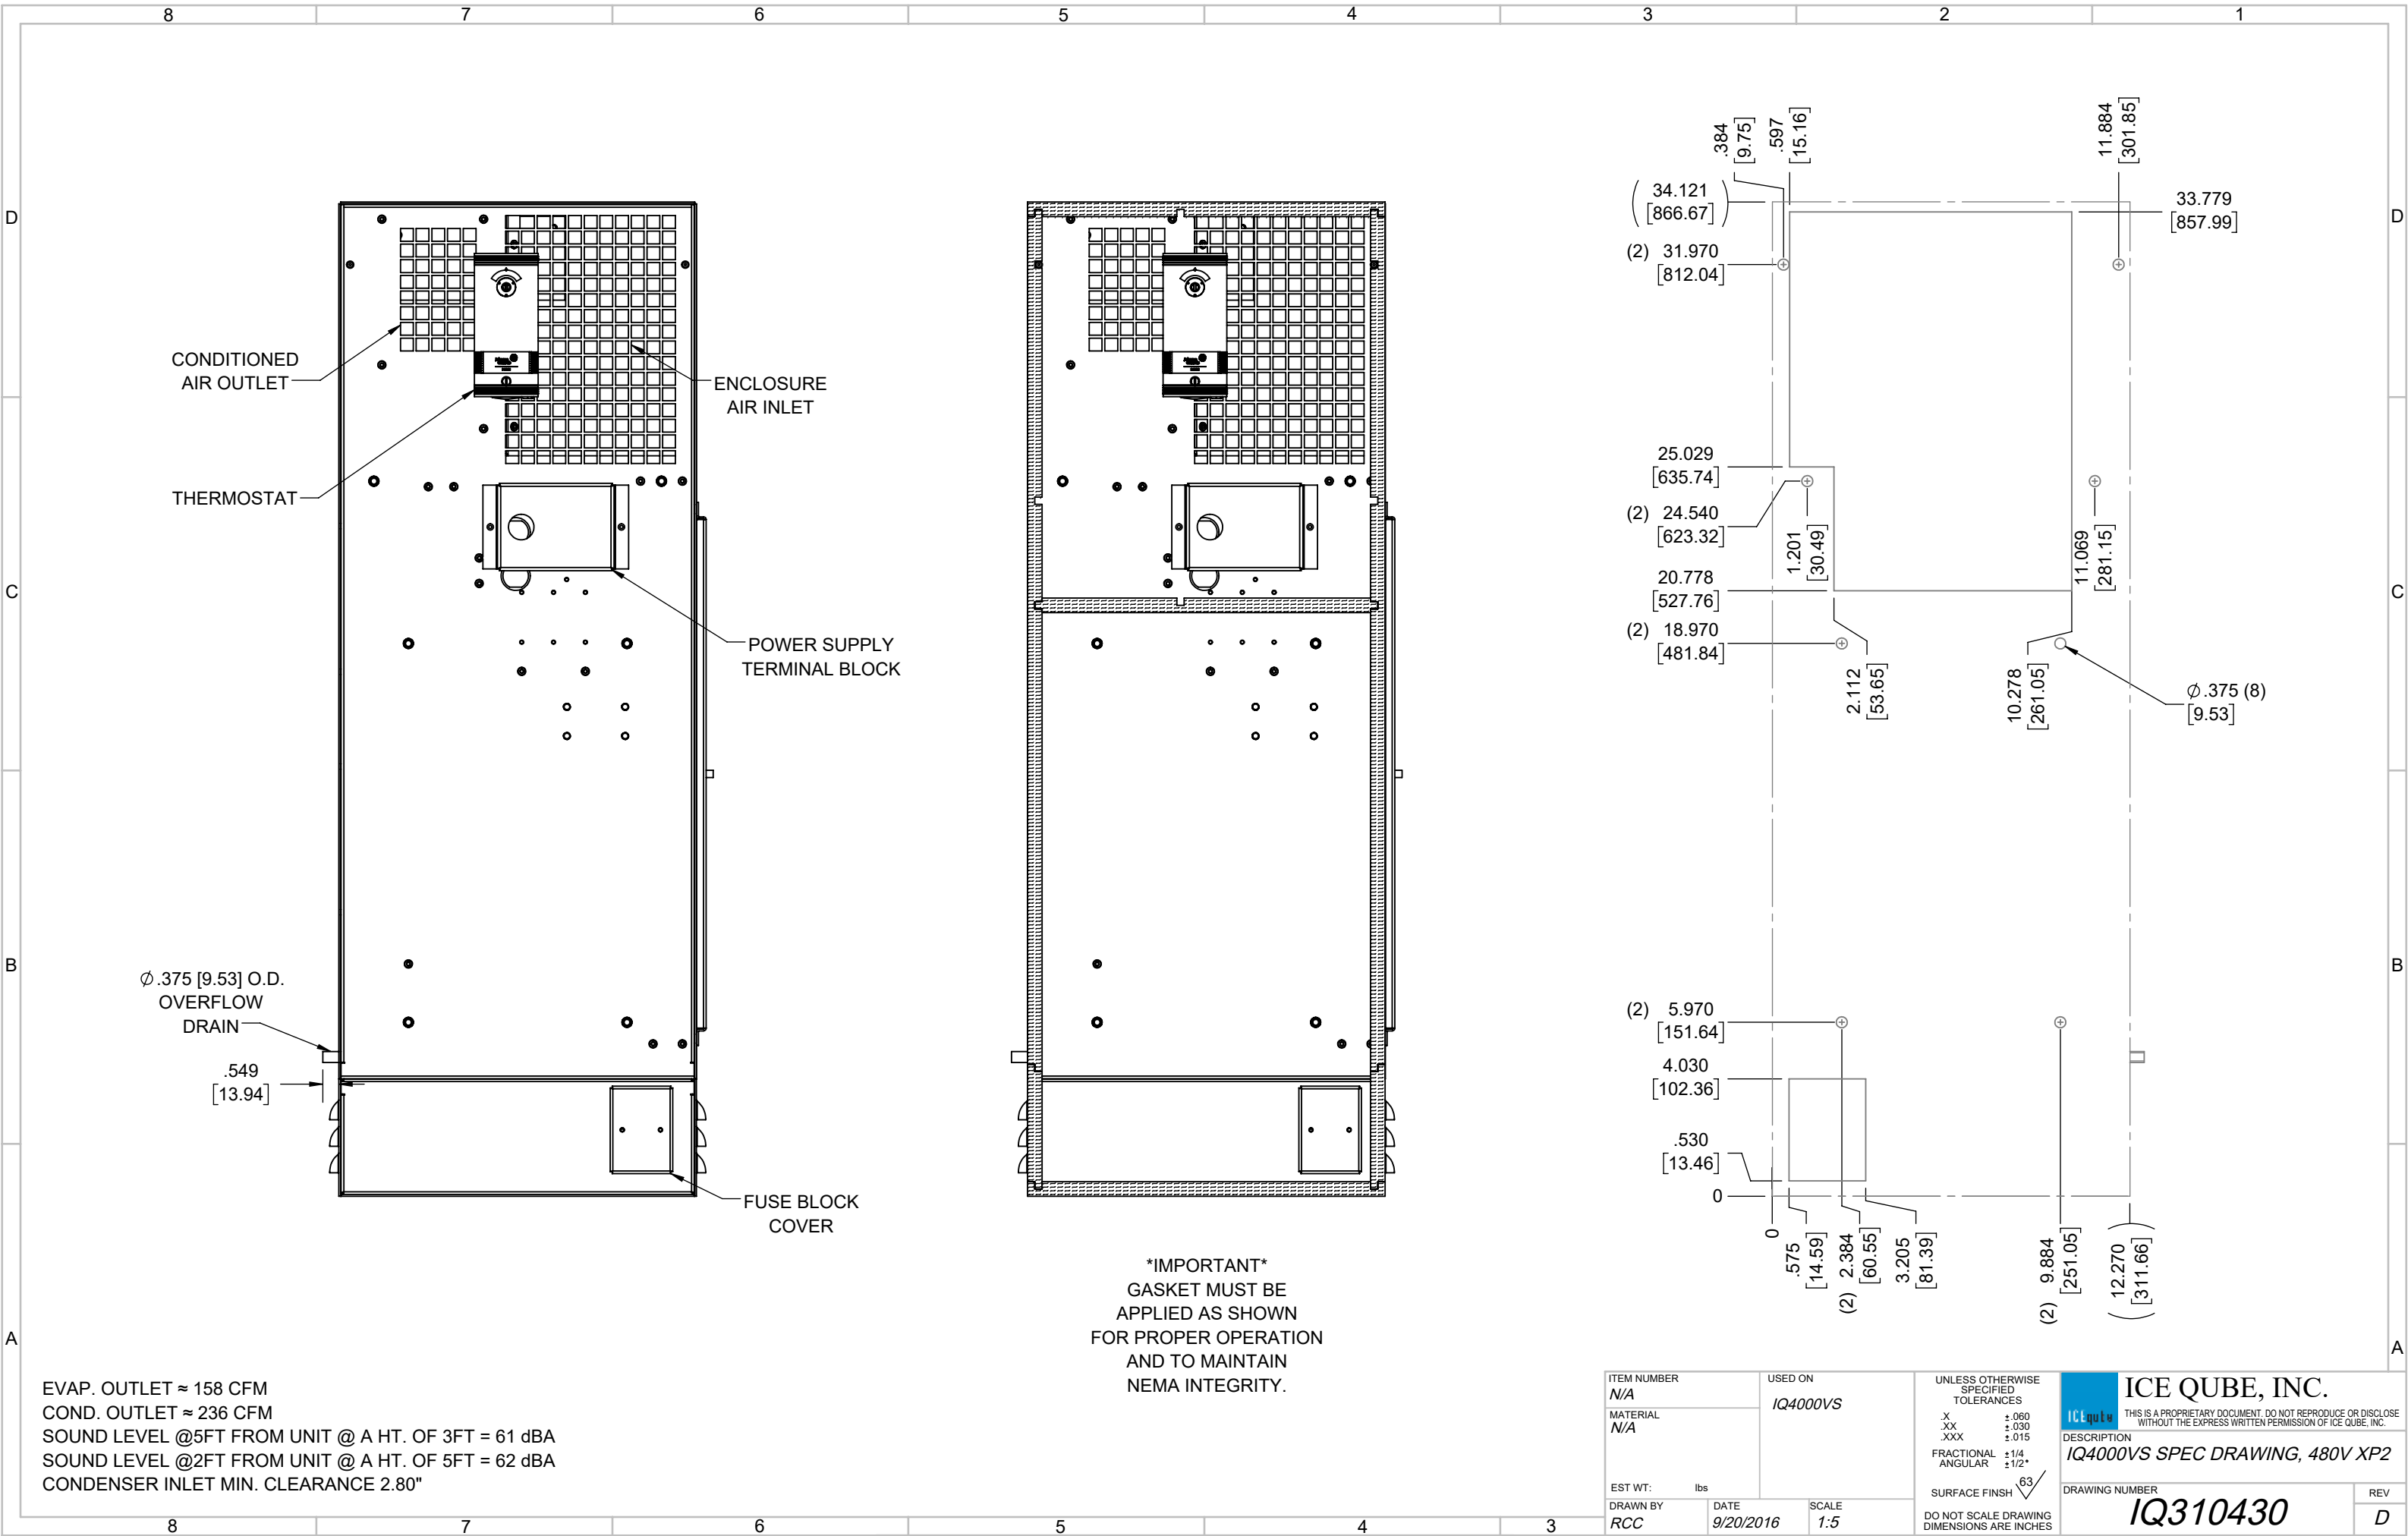 8 7 6 5 4 3 2 1
D
C
B
A
CONDITIONED
AIR OUTLET
THERMOSTAT
ENCLOSURE
AIR INLET
POWER SUPPLY
TERMINAL BLOCK
⌀.375 [9.53] O.D.
OVERFLOW
DRAIN
.549
[13.94]
FUSE BLOCK
COVER
*IMPORTANT*
GASKET MUST BE
APPLIED AS SHOWN
FOR PROPER OPERATION
AND TO MAINTAIN
NEMA INTEGRITY.
.384
[9.75]
.597
[15.16]
11.884
[301.85]
(34.121)
[866.67]
33.779
[857.99]
(2) 31.970
[812.04]
25.029
[635.74]
(2) 24.540
[623.32]
1.201
[30.49]
11.069
[281.15]
20.778
[527.76]
(2) 18.970
[481.84]
2.112
[53.65]
10.278
[261.05]
⌀.375 (8)
[9.53]
(2) 5.970
[151.64]
4.030
[102.36]
.530
[13.46]
0
0
.575
[14.59]
(2) 2.384
[60.55]
3.205
[81.39]
(2) 9.884
[251.05]
(12.270)
[311.66]
D
C
B
A
EVAP. OUTLET ≈ 158 CFM
COND. OUTLET ≈ 236 CFM
SOUND LEVEL @5FT FROM UNIT @ A HT. OF 3FT = 61 dBA
SOUND LEVEL @2FT FROM UNIT @ A HT. OF 5FT = 62 dBA
CONDENSER INLET MIN. CLEARANCE 2.80"
ITEM NUMBER
N/A
MATERIAL
N/A
EST WT: lbs
USED ON
IQ4000VS
DRAWN BY
RCC
DATE
9/20/2016
SCALE
1:5
UNLESS OTHERWISE
SPECIFIED
TOLERANCES
.X ±.060
.XX ±.030
.XXX ±.015
FRACTIONAL ±1/4
ANGULAR ±1/2°
63
SURFACE FINSH
DO NOT SCALE DRAWING
DIMENSIONS ARE INCHES
ICEqube
ICE QUBE, INC.
THIS IS A PROPRIETARY DOCUMENT. DO NOT REPRODUCE OR DISCLOSE
WITHOUT THE EXPRESS WRITTEN PERMISSION OF ICE QUBE, INC.
DESCRIPTION
IQ4000VS SPEC DRAWING, 480V XP2
DRAWING NUMBER
IQ310430
REV
D
8 7 6 5 4 3